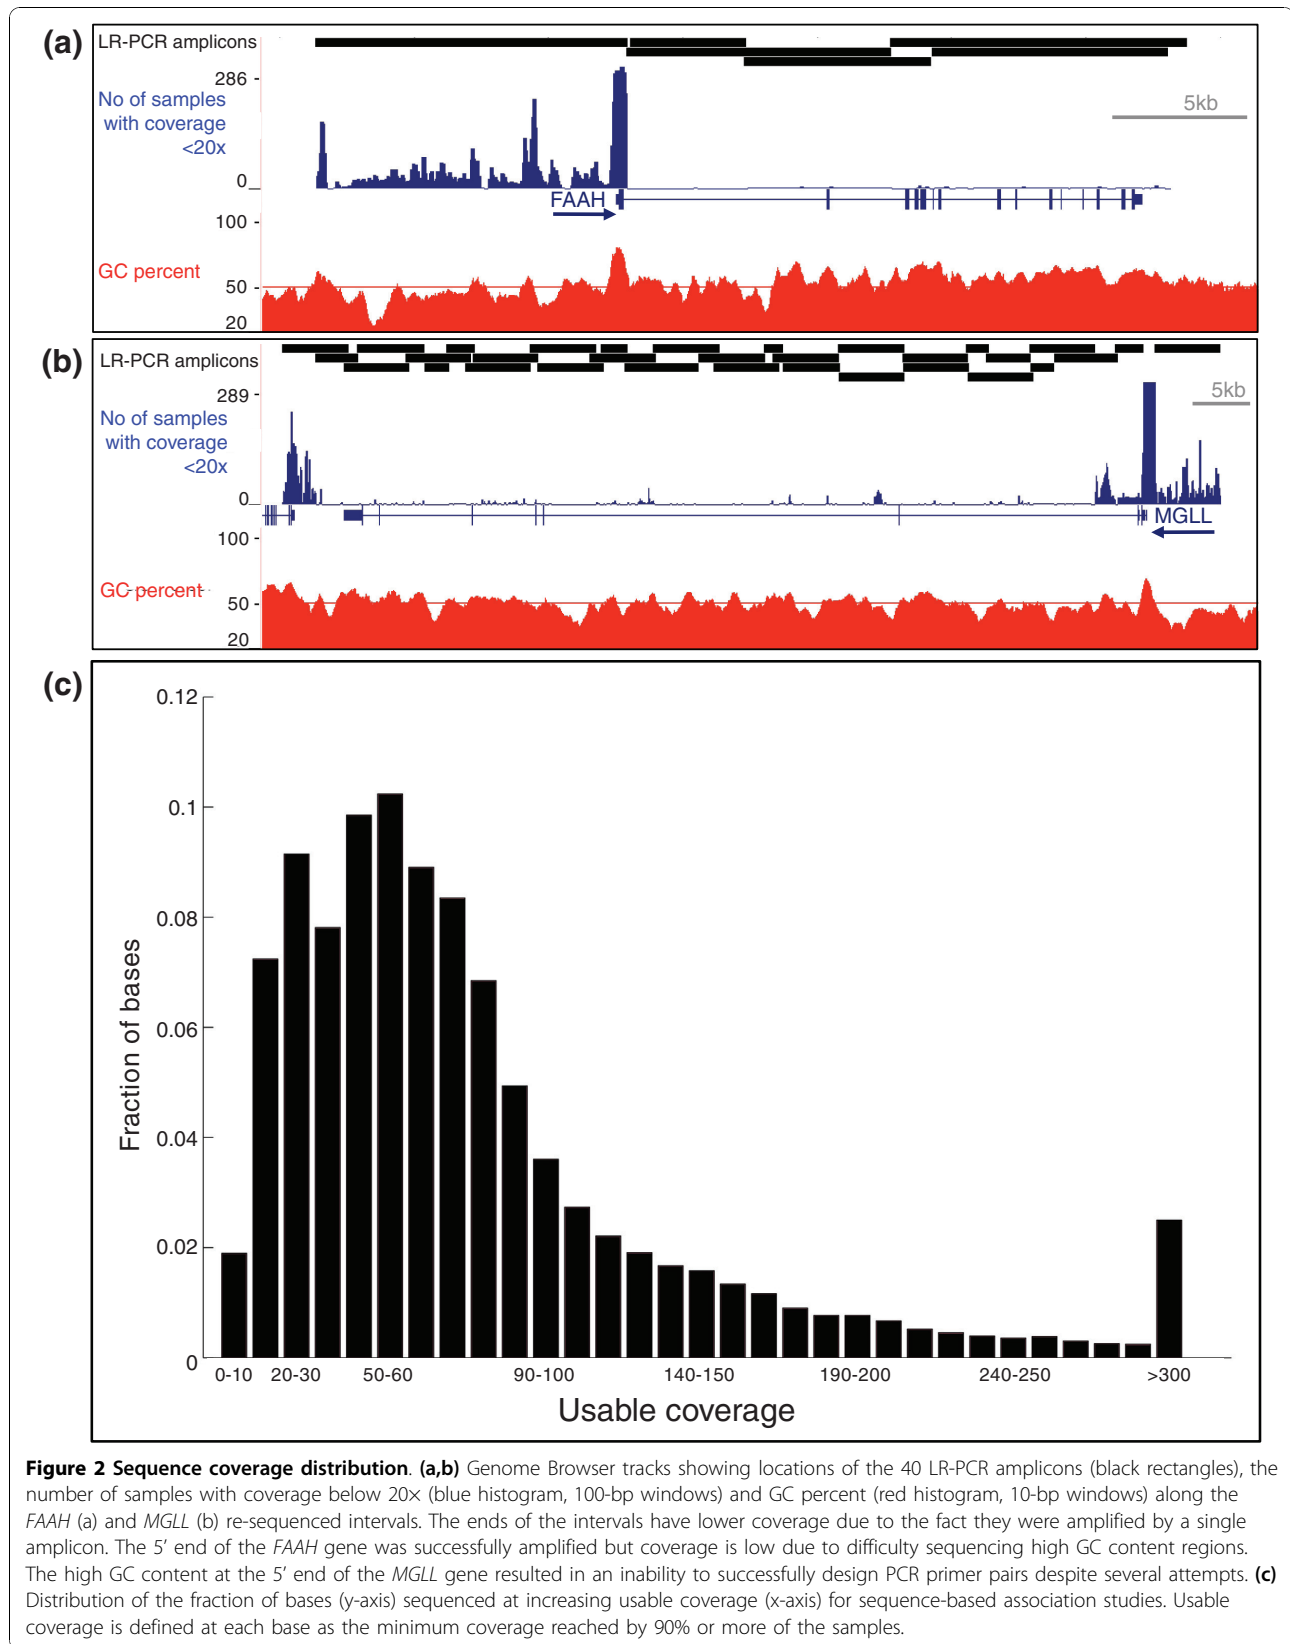 (a)
LR-PCR amplicons
286
No of samples
with coverage
<20x
0
5kb
FAAH
100
GC percent
50
20
(b)
LR-PCR amplicons
289
5kb
No of samples
with coverage
<20x
0
MGLL
100
GC percent
50
20
(c)
0.12
0.1
0.08
0.06
0.04
0.02
0
Fraction of bases
0-10 20-30 50-60 90-100 140-150 190-200 240-250 >300
Usable coverage
Figure 2 Sequence coverage distribution. (a,b) Genome Browser tracks showing locations of the 40 LR-PCR amplicons (black rectangles), the
number of samples with coverage below 20× (blue histogram, 100-bp windows) and GC percent (red histogram, 10-bp windows) along the
FAAH (a) and MGLL (b) re-sequenced intervals. The ends of the intervals have lower coverage due to the fact they were amplified by a single
amplicon. The 5′ end of the FAAH gene was successfully amplified but coverage is low due to difficulty sequencing high GC content regions.
The high GC content at the 5′ end of the MGLL gene resulted in an inability to successfully design PCR primer pairs despite several attempts. (c)
Distribution of the fraction of bases (y-axis) sequenced at increasing usable coverage (x-axis) for sequence-based association studies. Usable
coverage is defined at each base as the minimum coverage reached by 90% or more of the samples.